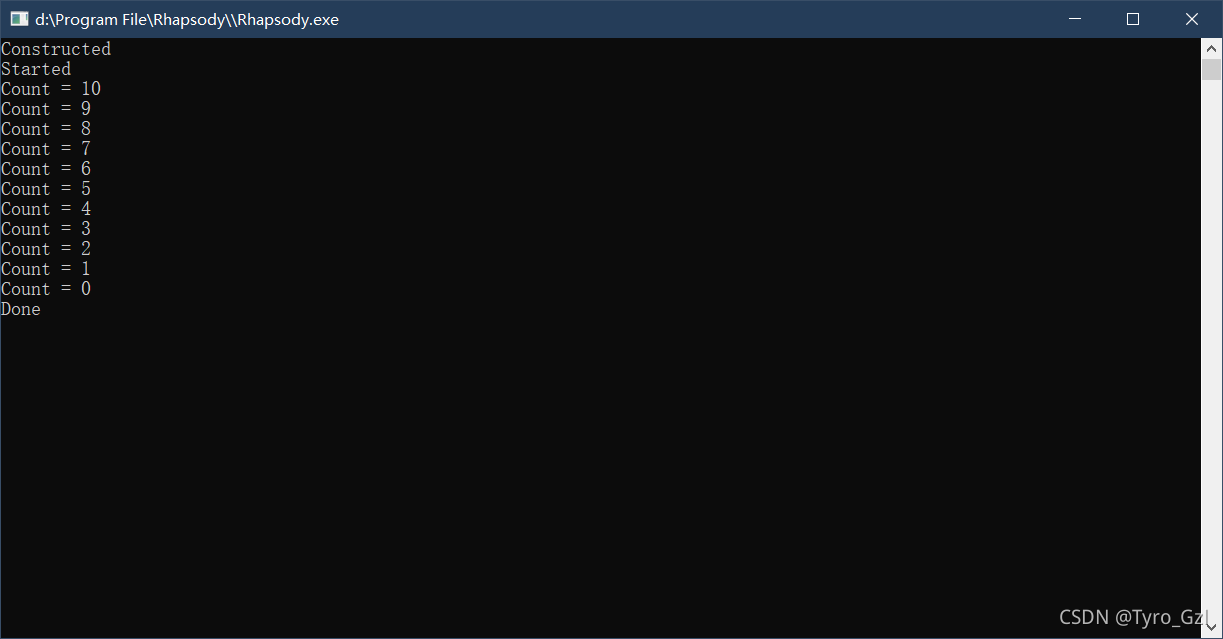 d:\Program File\Rhapsody\\Rhapsody.exe
Constructed
Started
Count = 10
Count = 9
Count = 8
Count = 7
Count = 6
Count = 5
Count = 4
Count = 3
Count = 2
Count = 1
Count = 0
Done
CSDN @Tyro_Gzl